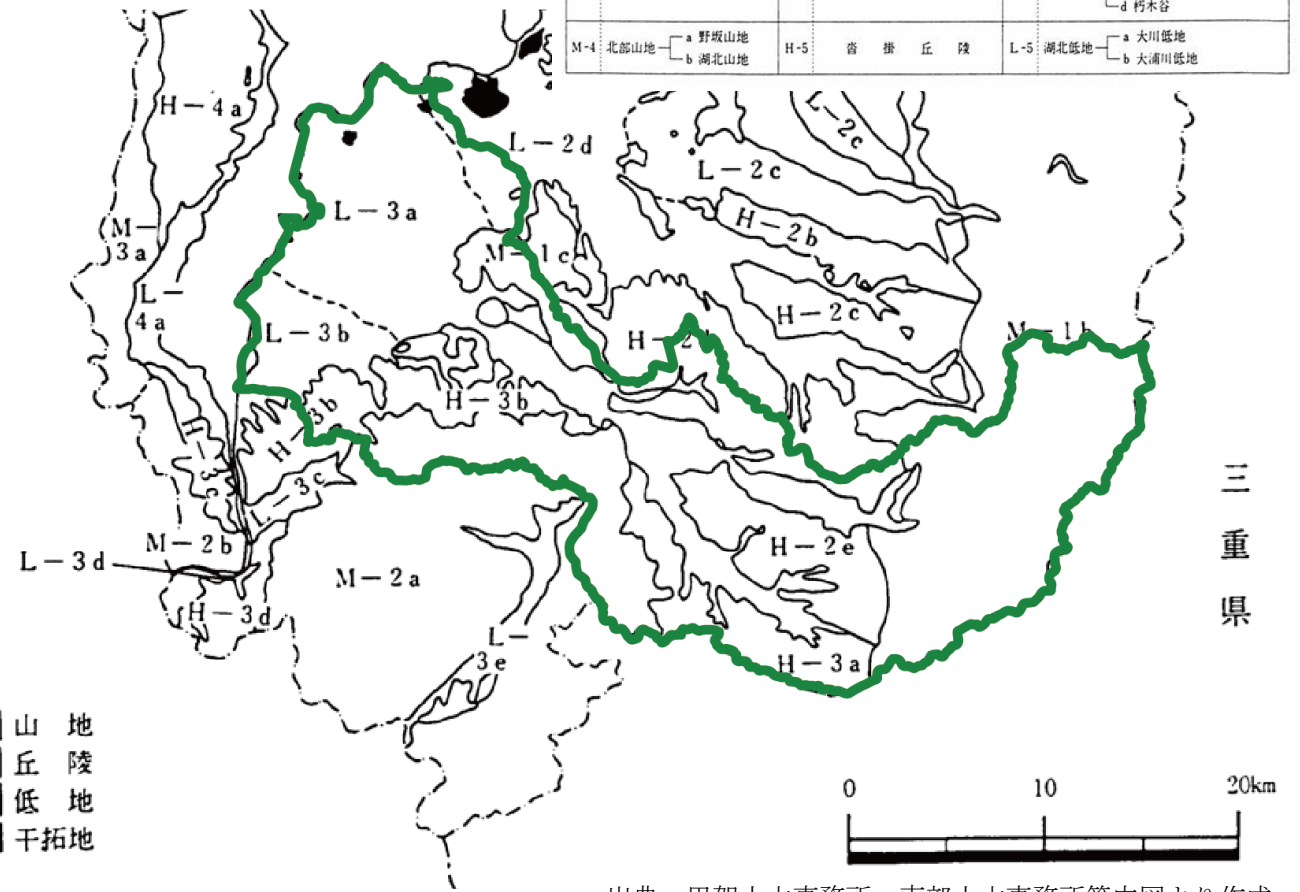 d 朽木谷
M-4 北部山地 a 野坂山地 H-5 沓掛丘陵 L-5 湖北低地 a 大川低地
b 湖北山地 b 大浦川低地
H-4a
L-2c
L-2d
L-2c
L-3a
H-2b
M-
3a
M-1c
L-
4a
H-2c
L-3b
M-1b
H-2
H-3b
H-3b
H-3c
三重県
M-2b
H-2e
L-3d
M-2a
H-3d
L-
3e
H-3a
山地
丘陵
低地
干拓地
0 10 20km